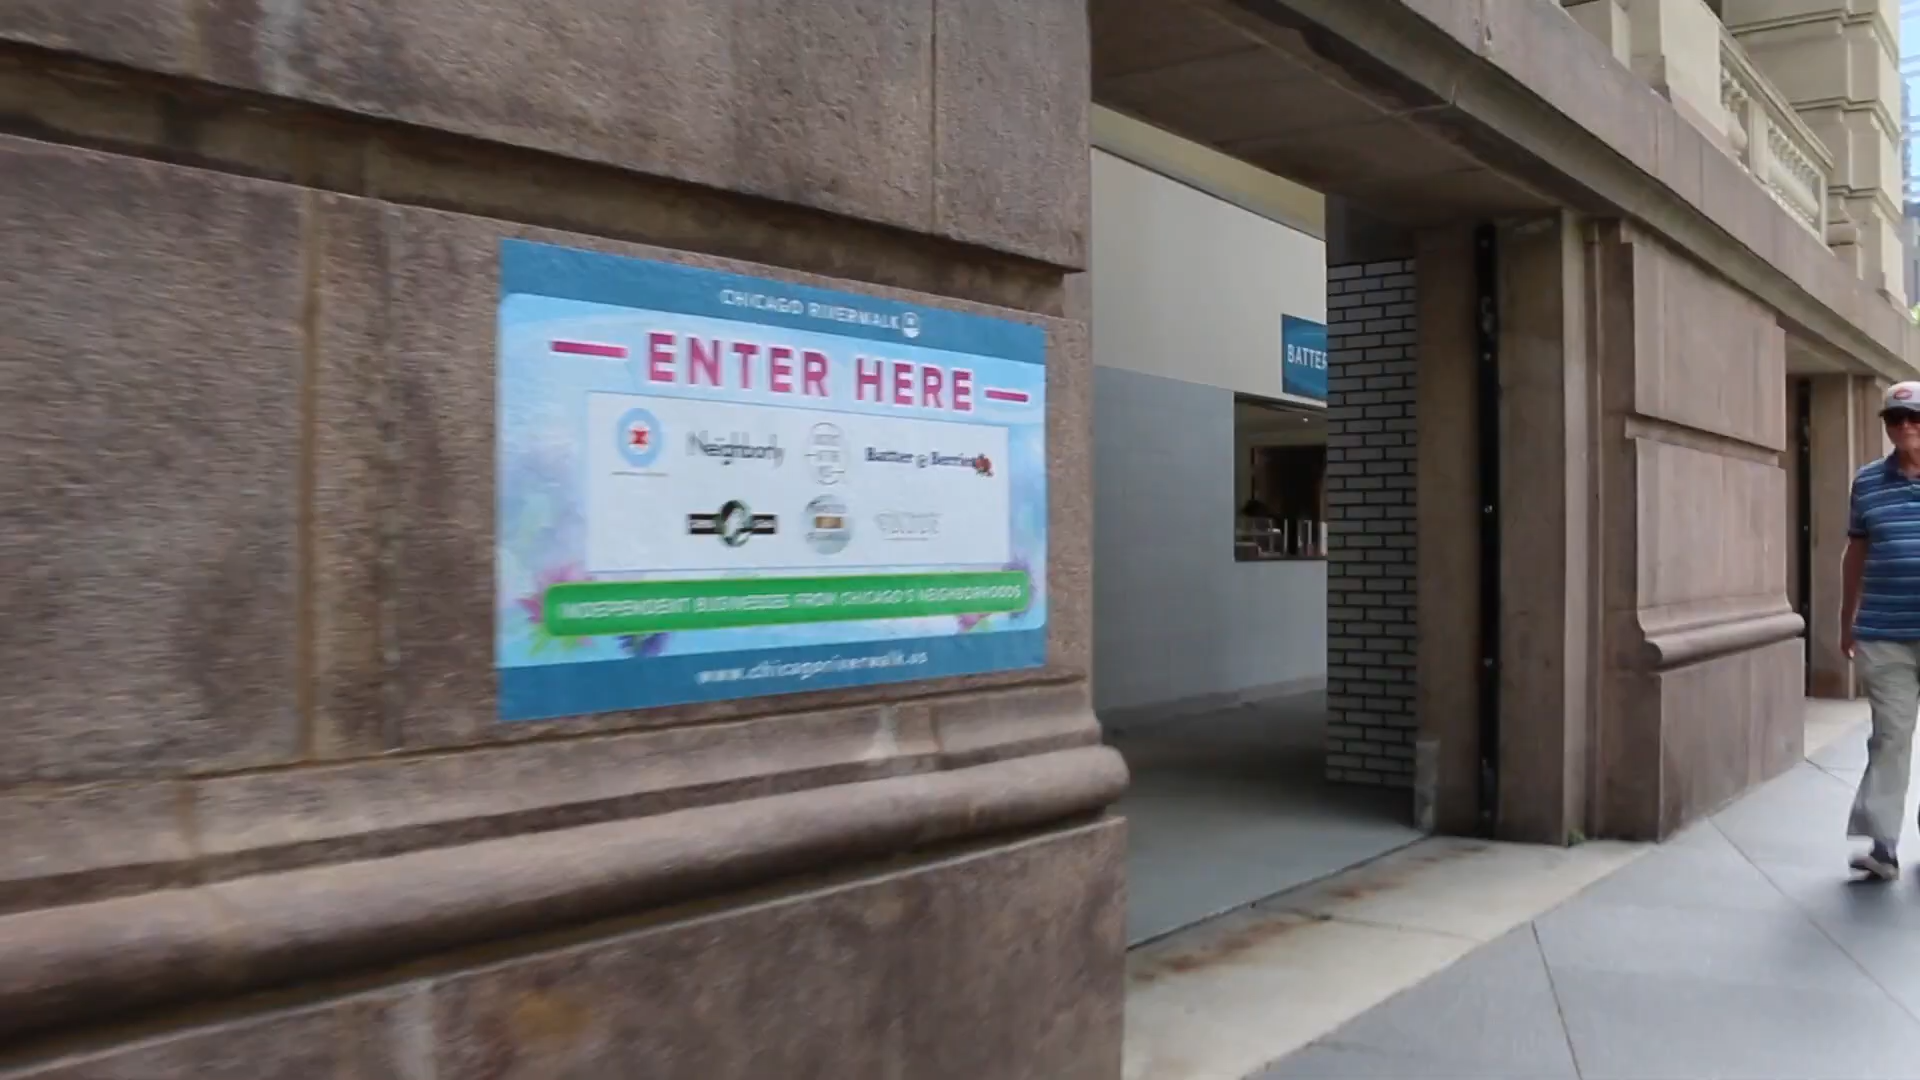 CHICAGO RIVERWALK
ENTER HERE
Neighborly
Batter & Berries
INDEPENDENT BUSINESSES FROM CHICAGO'S NEIGHBORHOODS
www.chicagoriverwalk.us
BATTER